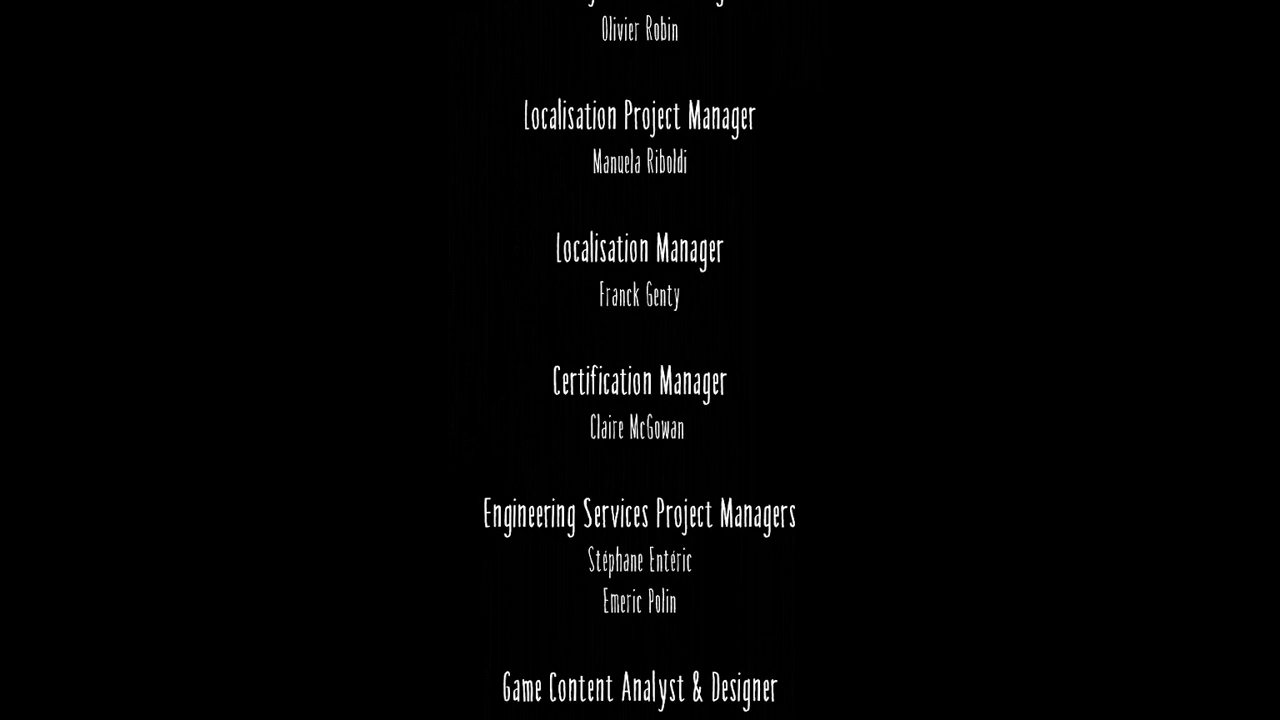 Olivier Robin
Localisation Project Manager
Manuela Riboldi
Localisation Manager
Franck Genty
Certification Manager
Claire McGowan
Engineering Services Project Managers
Stéphane Entéric
Emeric Polin
Game Content Analyst & Designer